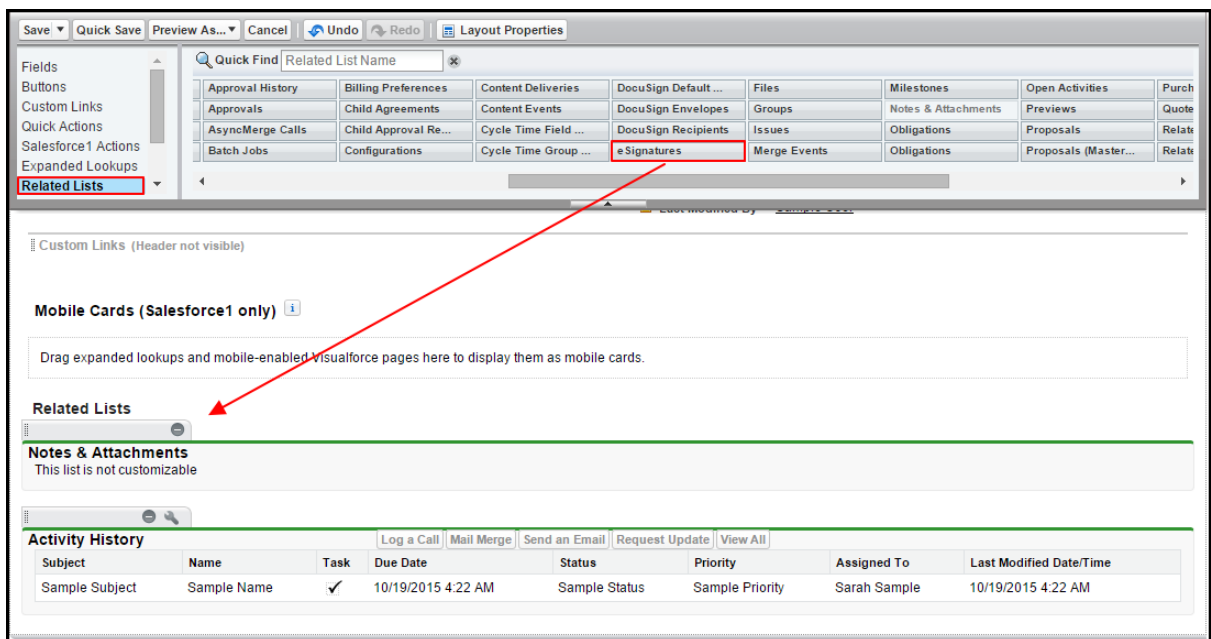 Save Quick Save Preview As... Cancel Undo Redo Layout Properties
Fields
Buttons
Custom Links
Quick Actions
Salesforce1 Actions
Expanded Lookups
Related Lists
Quick Find Related List Name
Approval History Billing Preferences Content Deliveries DocuSign Default ... Files Milestones Open Activities Purch
Approvals Child Agreements Content Events DocuSign Envelopes Groups Notes & Attachments Previews Quote
AsyncMerge Calls Child Approval Re... Cycle Time Field ... DocuSign Recipients Issues Obligations Proposals Relate
Batch Jobs Configurations Cycle Time Group ... eSignatures Merge Events Obligations Proposals (Master... Relate
Last Modified By Sample User
Custom Links (Header not visible)
Mobile Cards (Salesforce1 only) i
Drag expanded lookups and mobile-enabled Visualforce pages here to display them as mobile cards.
Related Lists
Notes & Attachments
This list is not customizable
Activity History Log a Call Mail Merge Send an Email Request Update View All
Subject Name Task Due Date Status Priority Assigned To Last Modified Date/Time
Sample Subject Sample Name ✓ 10/19/2015 4:22 AM Sample Status Sample Priority Sarah Sample 10/19/2015 4:22 AM